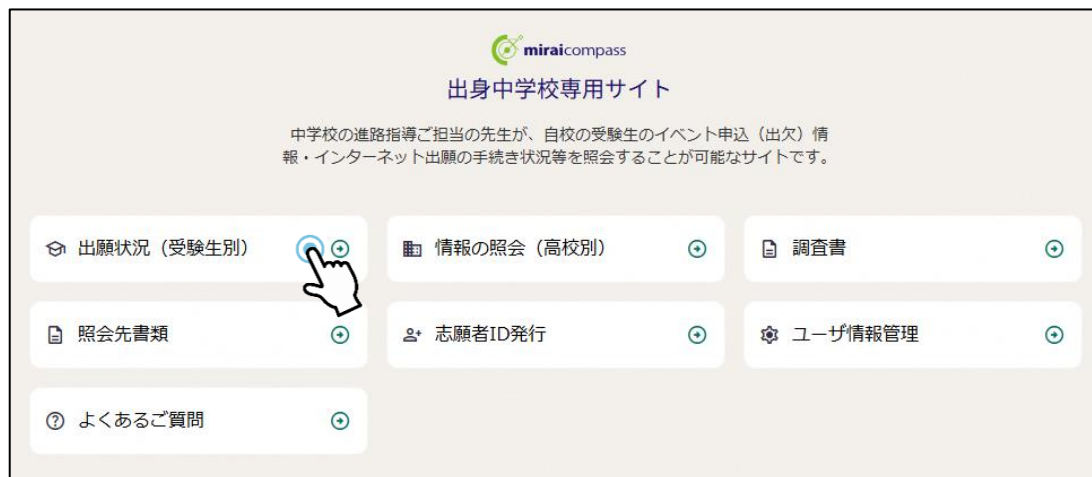 miraicompass
出身中学校専用サイト
中学校の進路指導ご担当の先生が、自校の受験生のイベント申込（出欠）情
報・インターネット出願の手続き状況等を照会することが可能なサイトです。
出願状況（受験生別）
情報の照会（高校別）
調査書
照会先書類
志願者ID発行
ユーザ情報管理
よくあるご質問